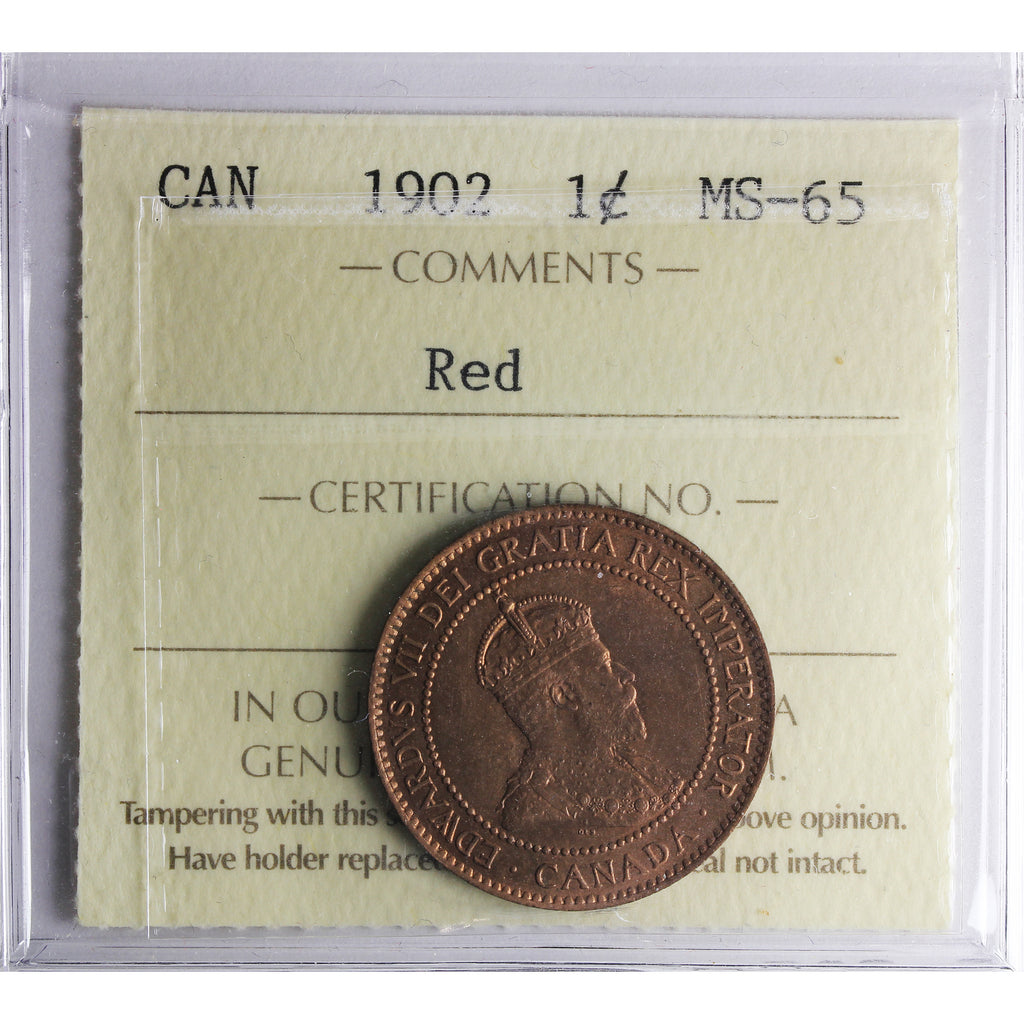 CAN 1902 1¢ MS-65
— COMMENTS —
Red
— CERTIFICATION NO. —
EDWARDVS VII DEI GRATIA REX IMPERATOR
· CANADA ·
IN OU A
GENU .
Tampering with this s ove opinion.
Have holder replace al not intact.